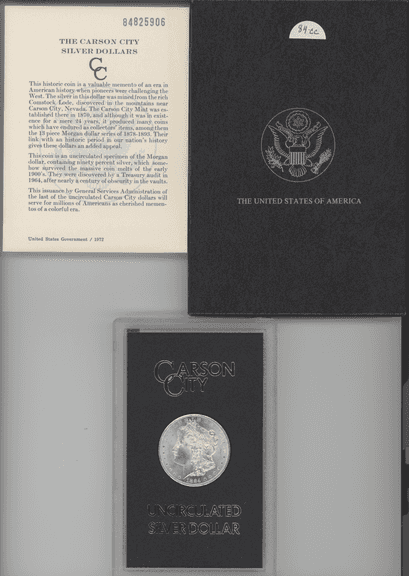 84825906
THE CARSON CITY
SILVER DOLLARS
CC
This historic coin is a valuable memento of an era in
American history when pioneers were challenging the
West. The silver in this dollar was mined from the rich
Comstock Lode, discovered in the mountains near
Carson City, Nevada. The Carson City Mint was es-
tablished there in 1870, and although it was in exist-
ence for a mere 24 years, it produced many coins
which have endured as collectors' items, among them
the 13 piece Morgan dollar series of 1878-1893. Their
link with an historic period in our nation's history
gives these dollars an added appeal.
This coin is an uncirculated specimen of the Morgan
dollar, containing ninety percent silver, which some-
how survived the massive coin melts of the early
1900's. They were discovered by a Treasury audit in
1964, after nearly a century of obscurity in the vaults.
This issuance by General Services Administration of
the last of the uncirculated Carson City dollars will
serve for millions of Americans as cherished memen-
tos of a colorful era.
United States Government / 1972
84 cc
THE UNITED STATES OF AMERICA
CARSON
CITY
1884
UNCIRCULATED
SILVER DOLLAR